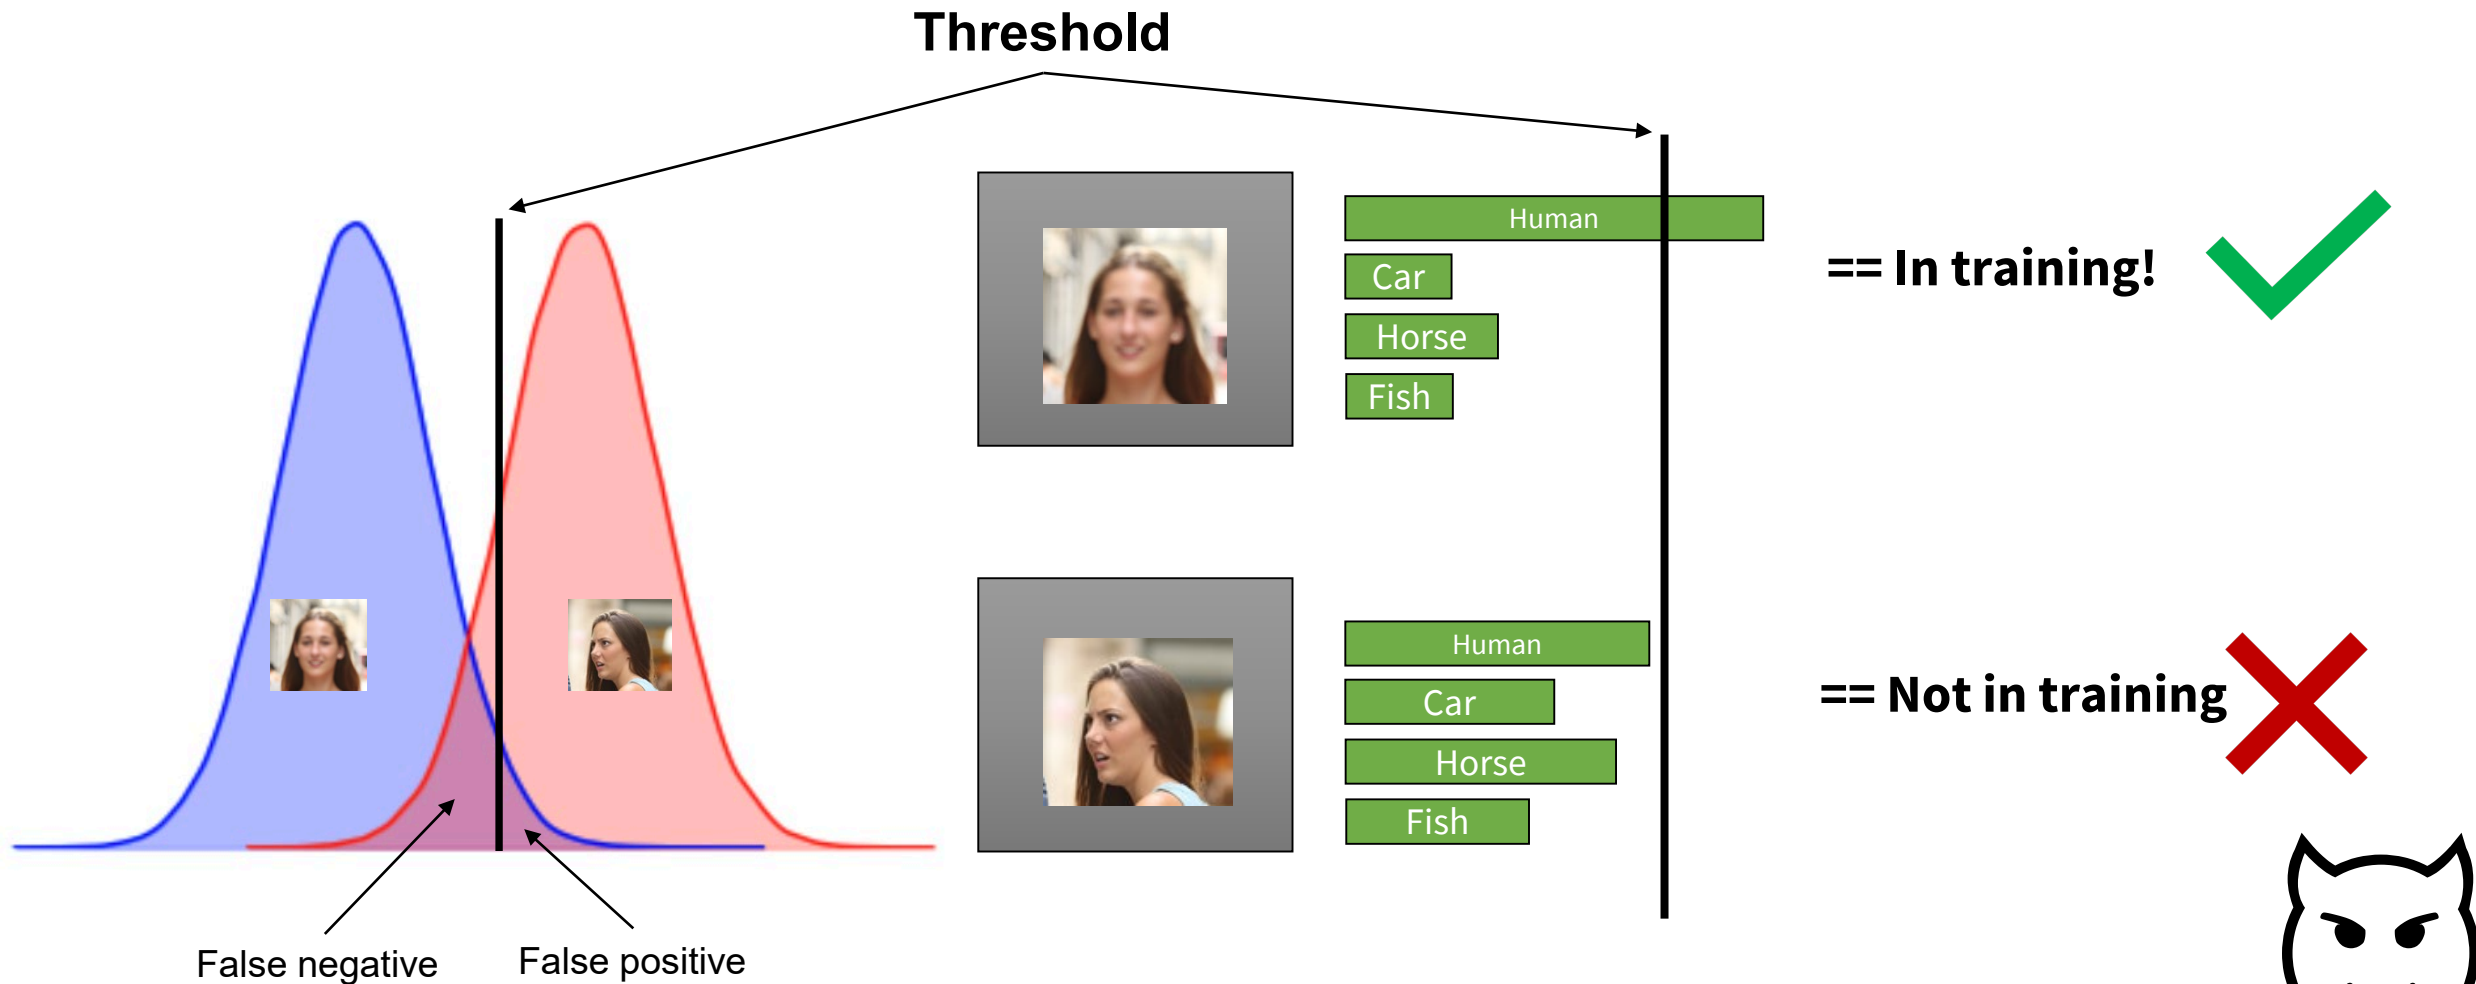 Threshold
Human
Car
Horse
Fish
== In training!
Human
Car
Horse
Fish
== Not in training
False negative
False positive